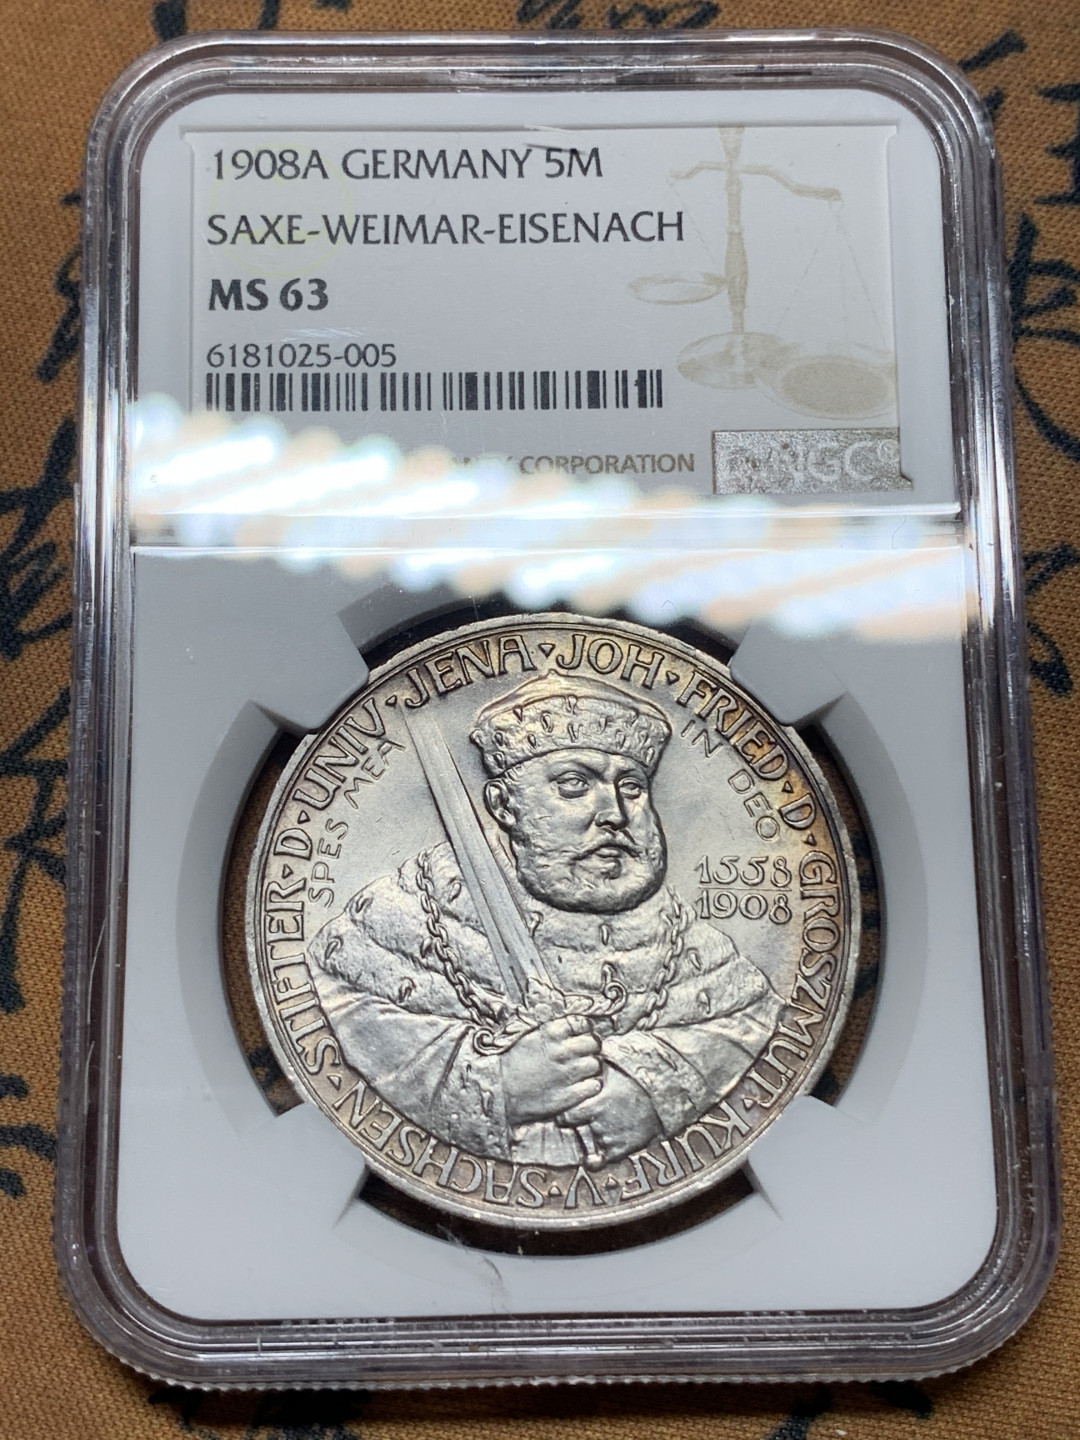 1908A GERMANY 5M
SAXE-WEIMAR-EISENACH
MS 63
6181025-005
CORPORATION
NGC®
JOH · FRIED · D · GROSZMÜT · KURF · V · SACHSEN · STIFTER · D · UNIV · JENA ·
SPES MEA
IN DEO
1558
1908